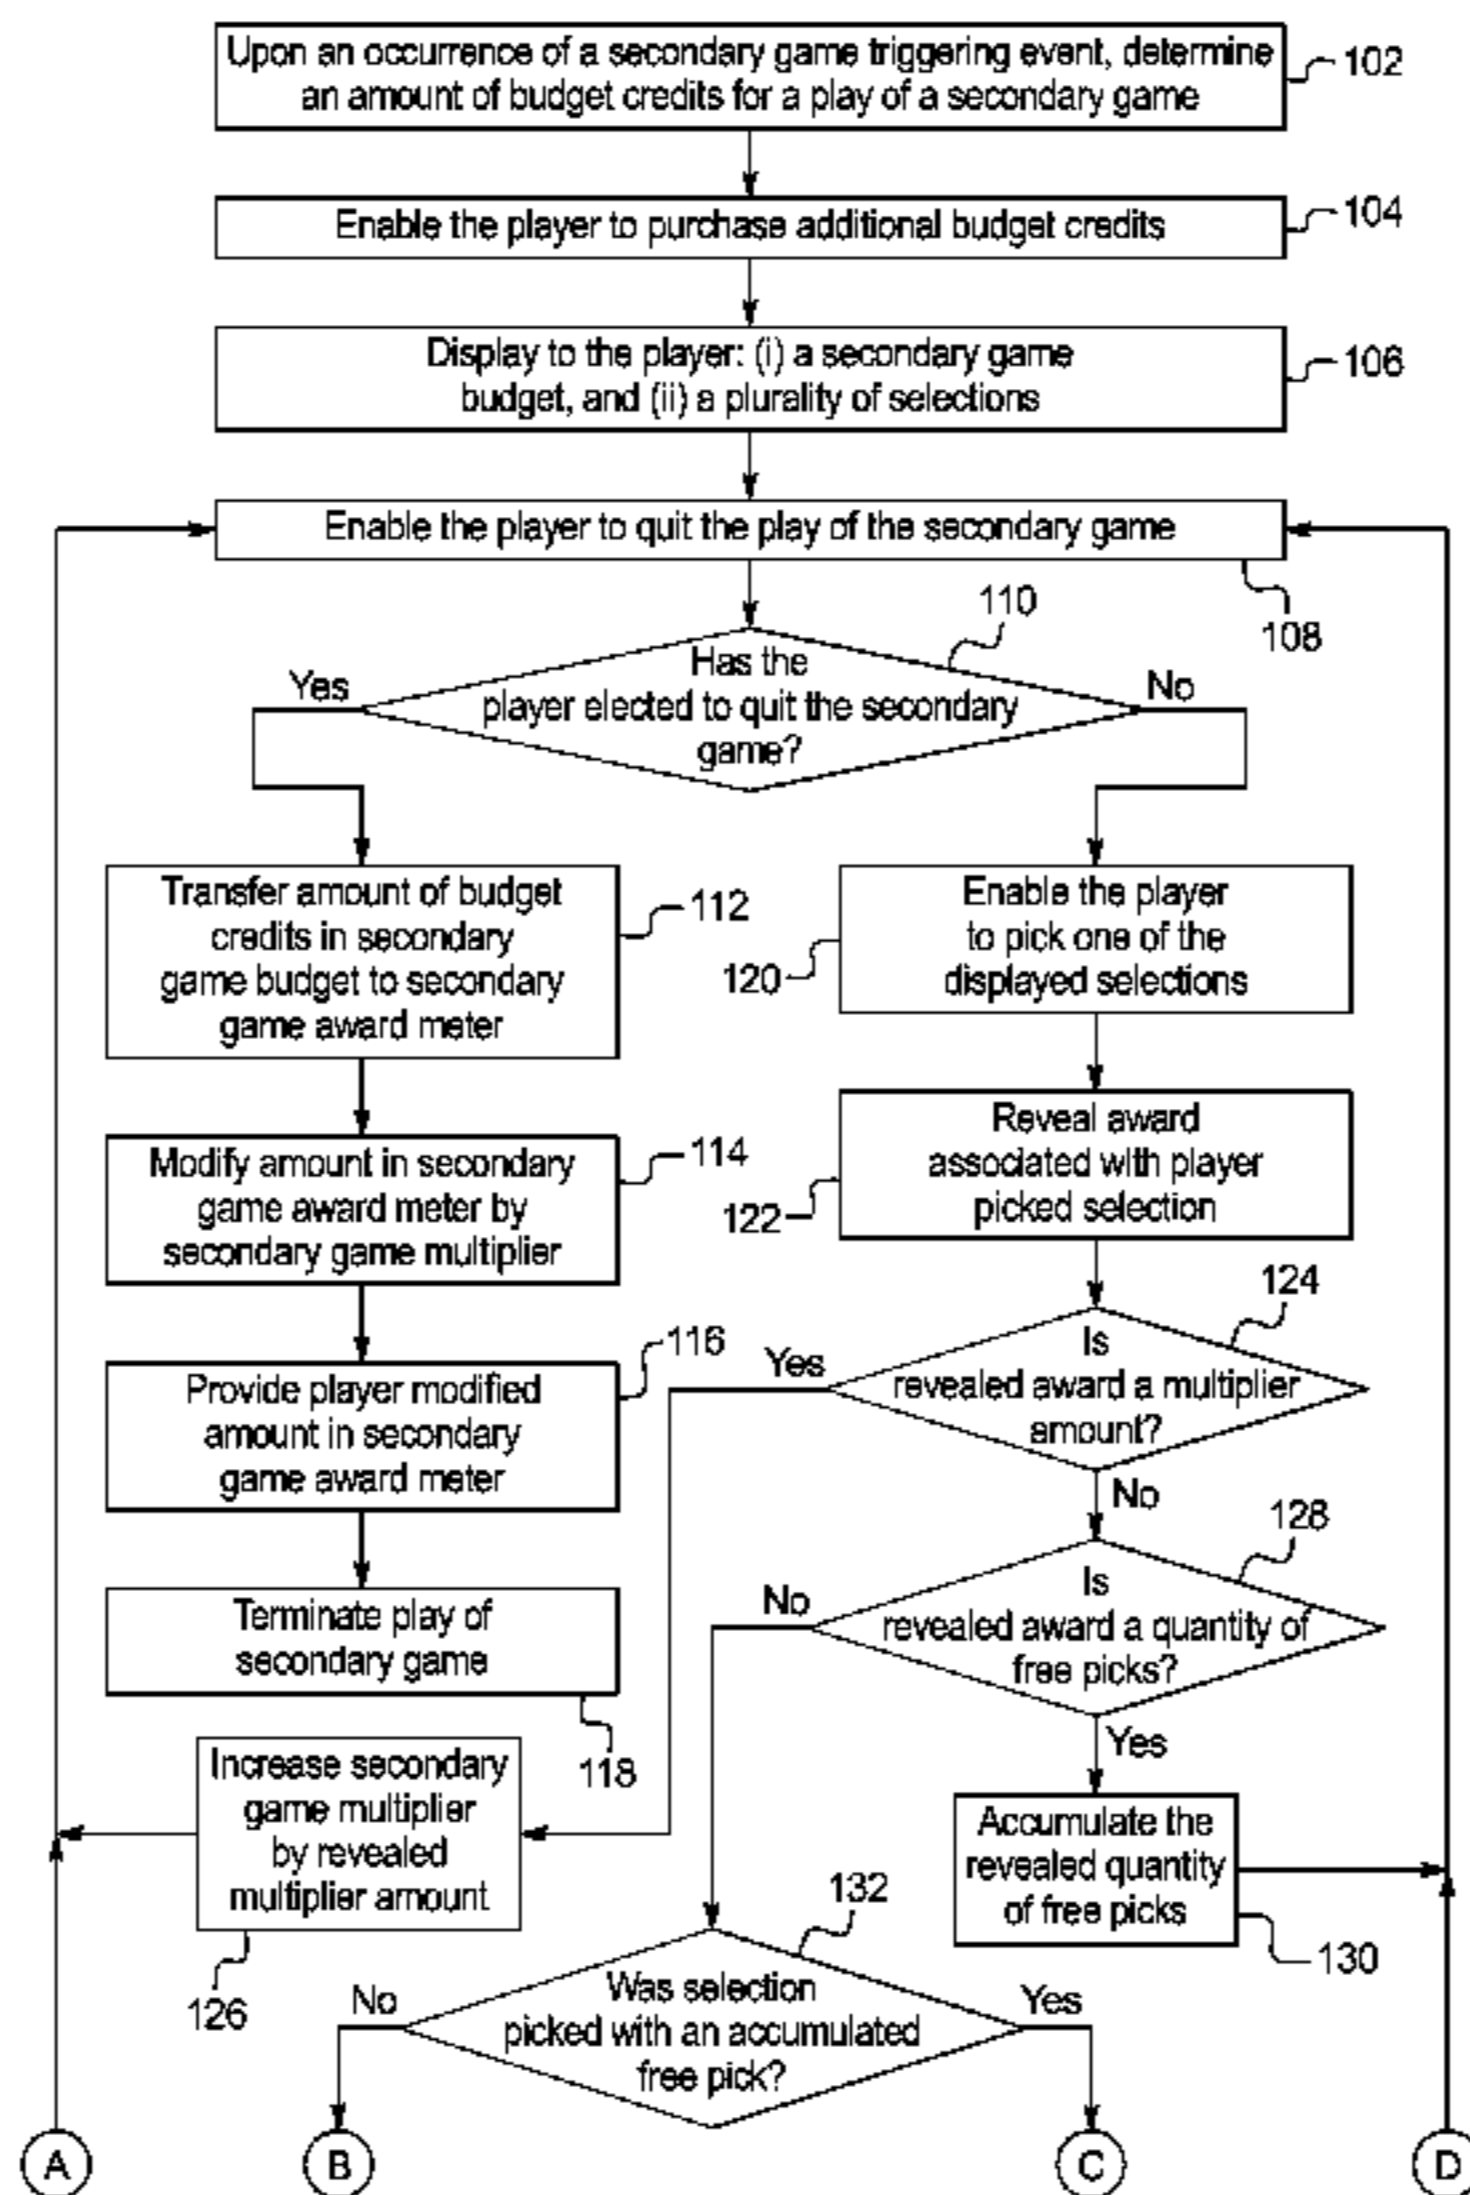 Upon an occurrence of a secondary game triggering event, determine
an amount of budget credits for a play of a secondary game
102
Enable the player to purchase additional budget credits
104
Display to the player: (i) a secondary game
budget, and (ii) a plurality of selections
106
Enable the player to quit the play of the secondary game
108
110
Has the
player elected to quit the secondary
game?
Yes
No
Transfer amount of budget
credits in secondary
game budget to secondary
game award meter
112
Enable the player
to pick one of the
displayed selections
120
Modify amount in secondary
game award meter by
secondary game multiplier
114
Reveal award
associated with player
picked selection
122
Provide player modified
amount in secondary
game award meter
116
124
Is
revealed award a multiplier
amount?
Yes
No
Terminate play of
secondary game
118
128
Is
revealed award a quantity of
free picks?
No
Yes
Increase secondary
game multiplier
by revealed
multiplier amount
126
Accumulate the
revealed quantity
of free picks
130
132
Was selection
picked with an accumulated
free pick?
No
Yes
A
B
C
D